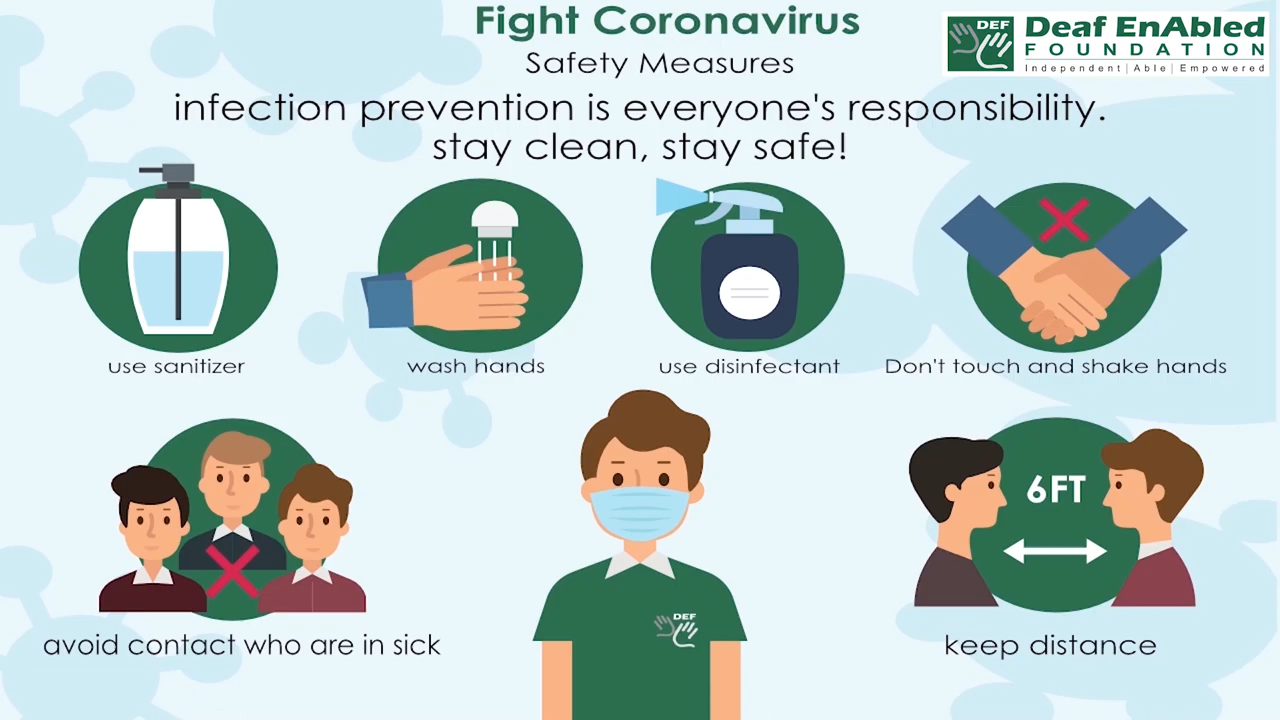 Fight Coronavirus
Safety Measures
infection prevention is everyone's responsibility.
stay clean, stay safe!
DEF
Deaf EnAbled
FOUNDATION
Independent | Able | Empowered
use sanitizer
wash hands
use disinfectant
Don't touch and shake hands
6FT
DEF
avoid contact who are in sick
keep distance